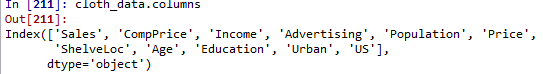 In [211]: cloth_data.columns
Out[211]:
Index(['Sales', 'CompPrice', 'Income', 'Advertising', 'Population', 'Price',
'ShelveLoc', 'Age', 'Education', 'Urban', 'US'],
dtype='object')